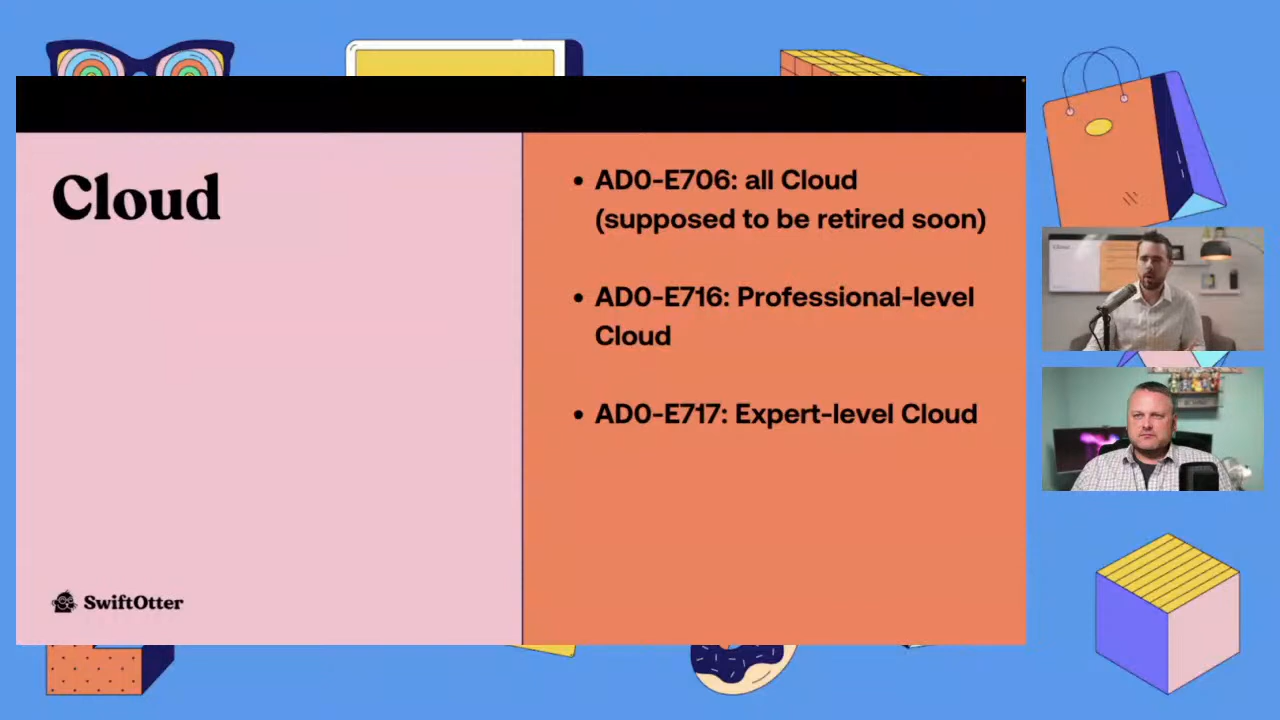 Cloud
• AD0-E706: all Cloud
(supposed to be retired soon)
• AD0-E716: Professional-level
Cloud
• AD0-E717: Expert-level Cloud
SwiftOtter